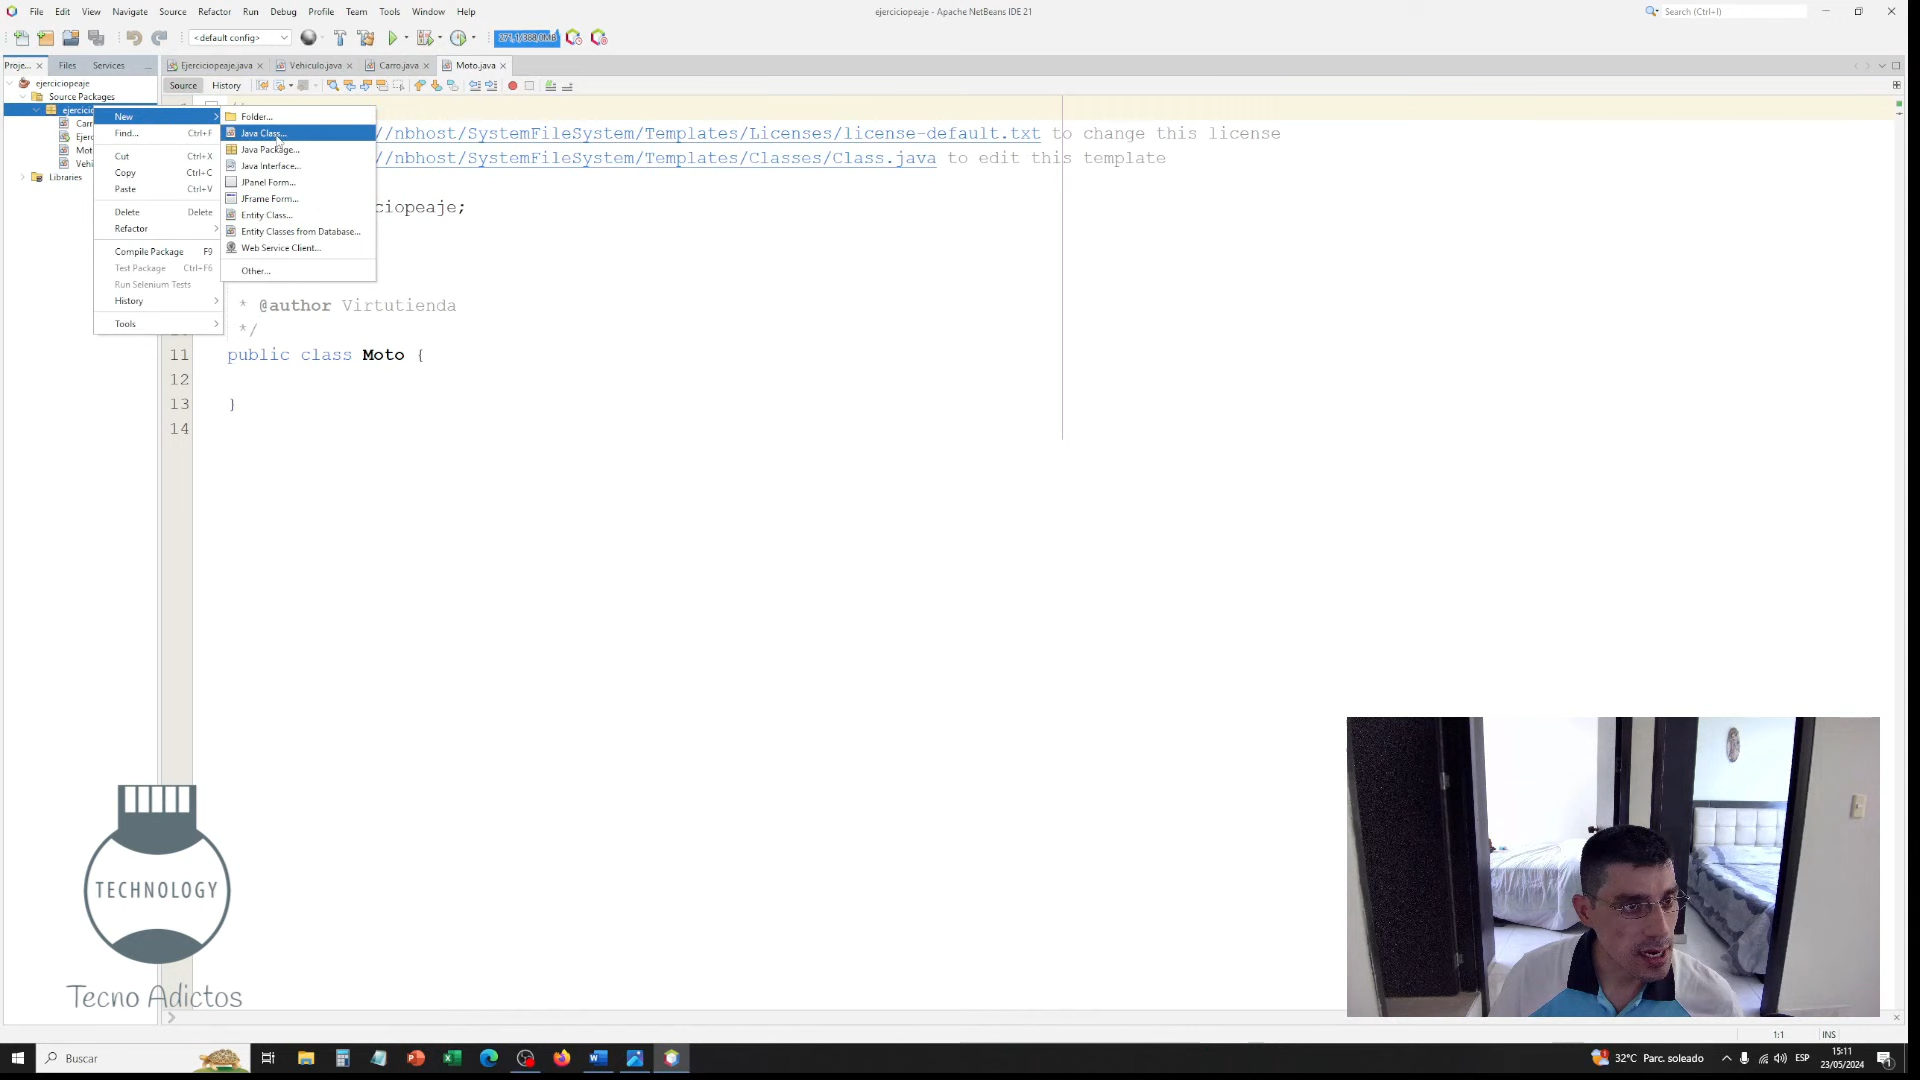 File Edit View Navigate Source Refactor Run Debug Profile Team Tools Window Help
ejerciciopeaje - Apache NetBeans IDE 21
Search (Ctrl+I)
<default config>
Proje...
Files
Services
Ejerciciopeaje.java
Vehiculo.java
Carro.java
Moto.java
Source
History
ejerciciopeaje
Source Packages
Libraries
New
Find... Ctrl+F
Cut Ctrl+X
Copy Ctrl+C
Paste Ctrl+V
Delete Delete
Refactor
Compile Package F9
Test Package Ctrl+F6
Run Selenium Tests
History
Tools
Folder...
Java Class...
Java Package...
Java Interface...
JPanel Form...
JFrame Form...
Entity Class...
Entity Classes from Database...
Web Service Client...
Other...
//nbhost/SystemFileSystem/Templates/Licenses/license-default.txt to change this license
//nbhost/SystemFileSystem/Templates/Classes/Class.java to edit this template
ciopeaje;
* @author Virtutienda
*/
11 public class Moto {
12
13 }
14
TECHNOLOGY
Tecno Adictos
1:1 INS
Buscar
32°C Parc. soleado
ESP
15:11
23/05/2024